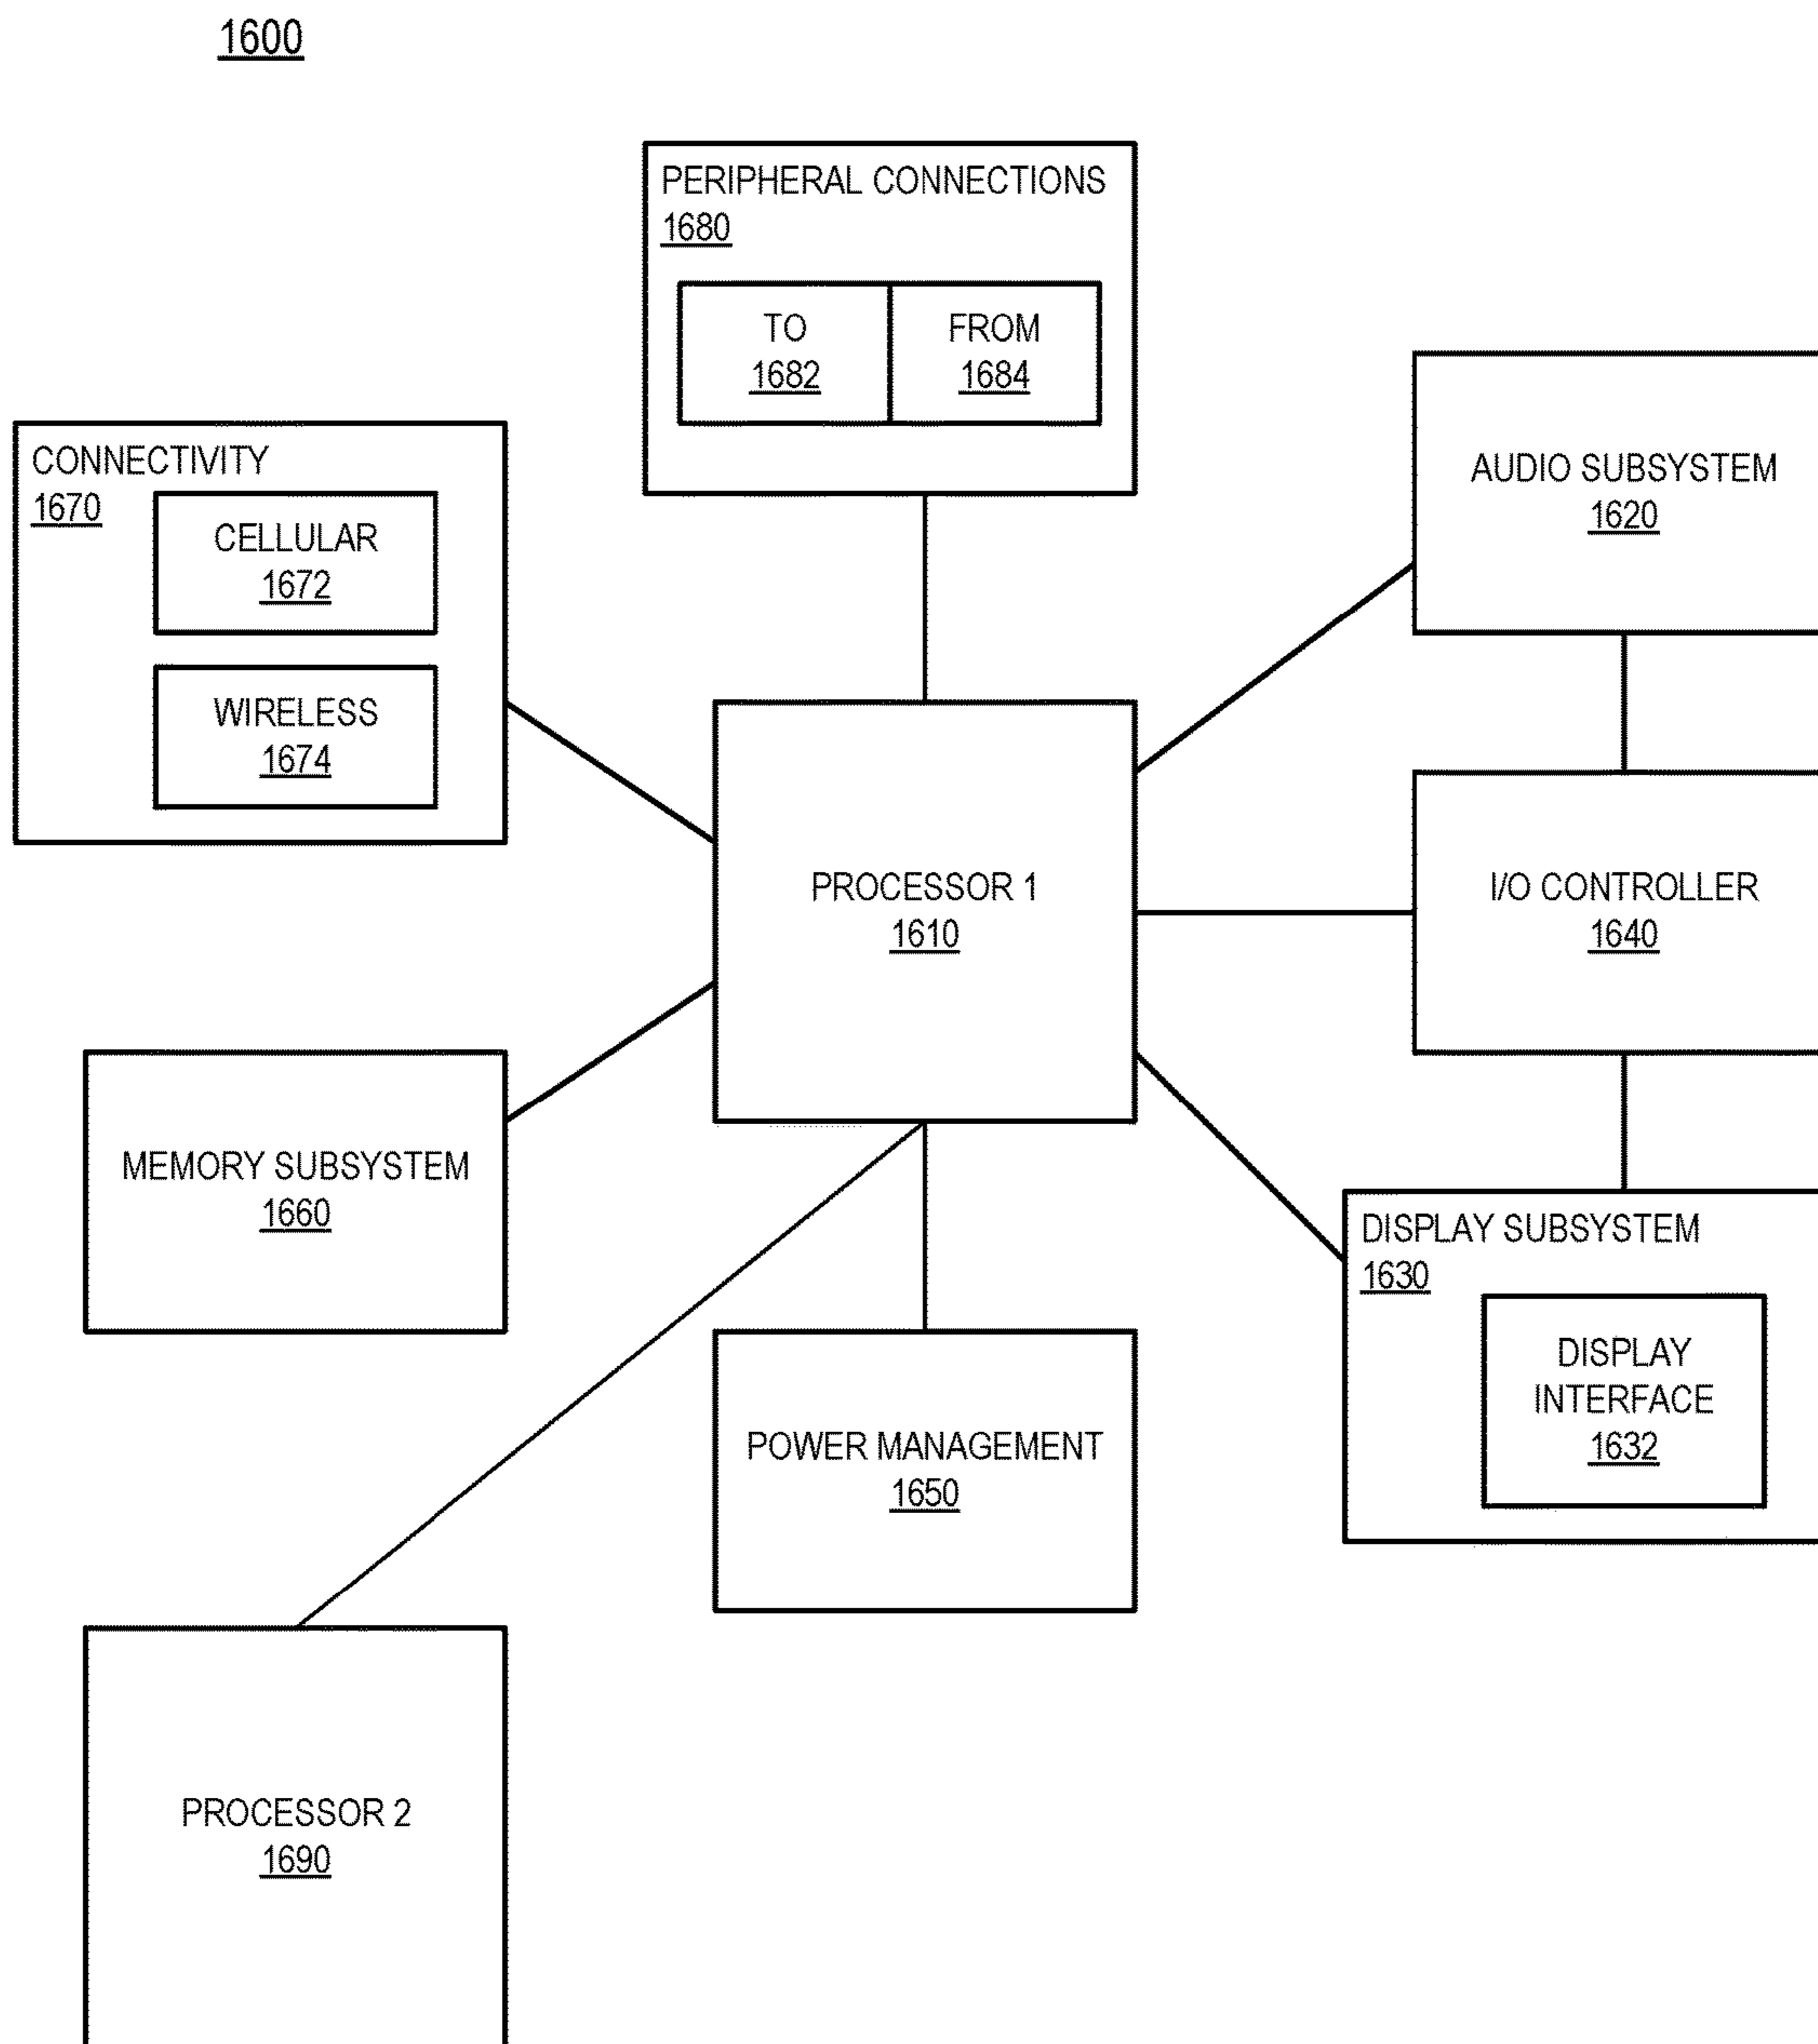 1600
PERIPHERAL CONNECTIONS
1680
TO
1682
FROM
1684
CONNECTIVITY
1670
CELLULAR
1672
WIRELESS
1674
AUDIO SUBSYSTEM
1620
PROCESSOR 1
1610
I/O CONTROLLER
1640
MEMORY SUBSYSTEM
1660
DISPLAY SUBSYSTEM
1630
DISPLAY
INTERFACE
1632
POWER MANAGEMENT
1650
PROCESSOR 2
1690